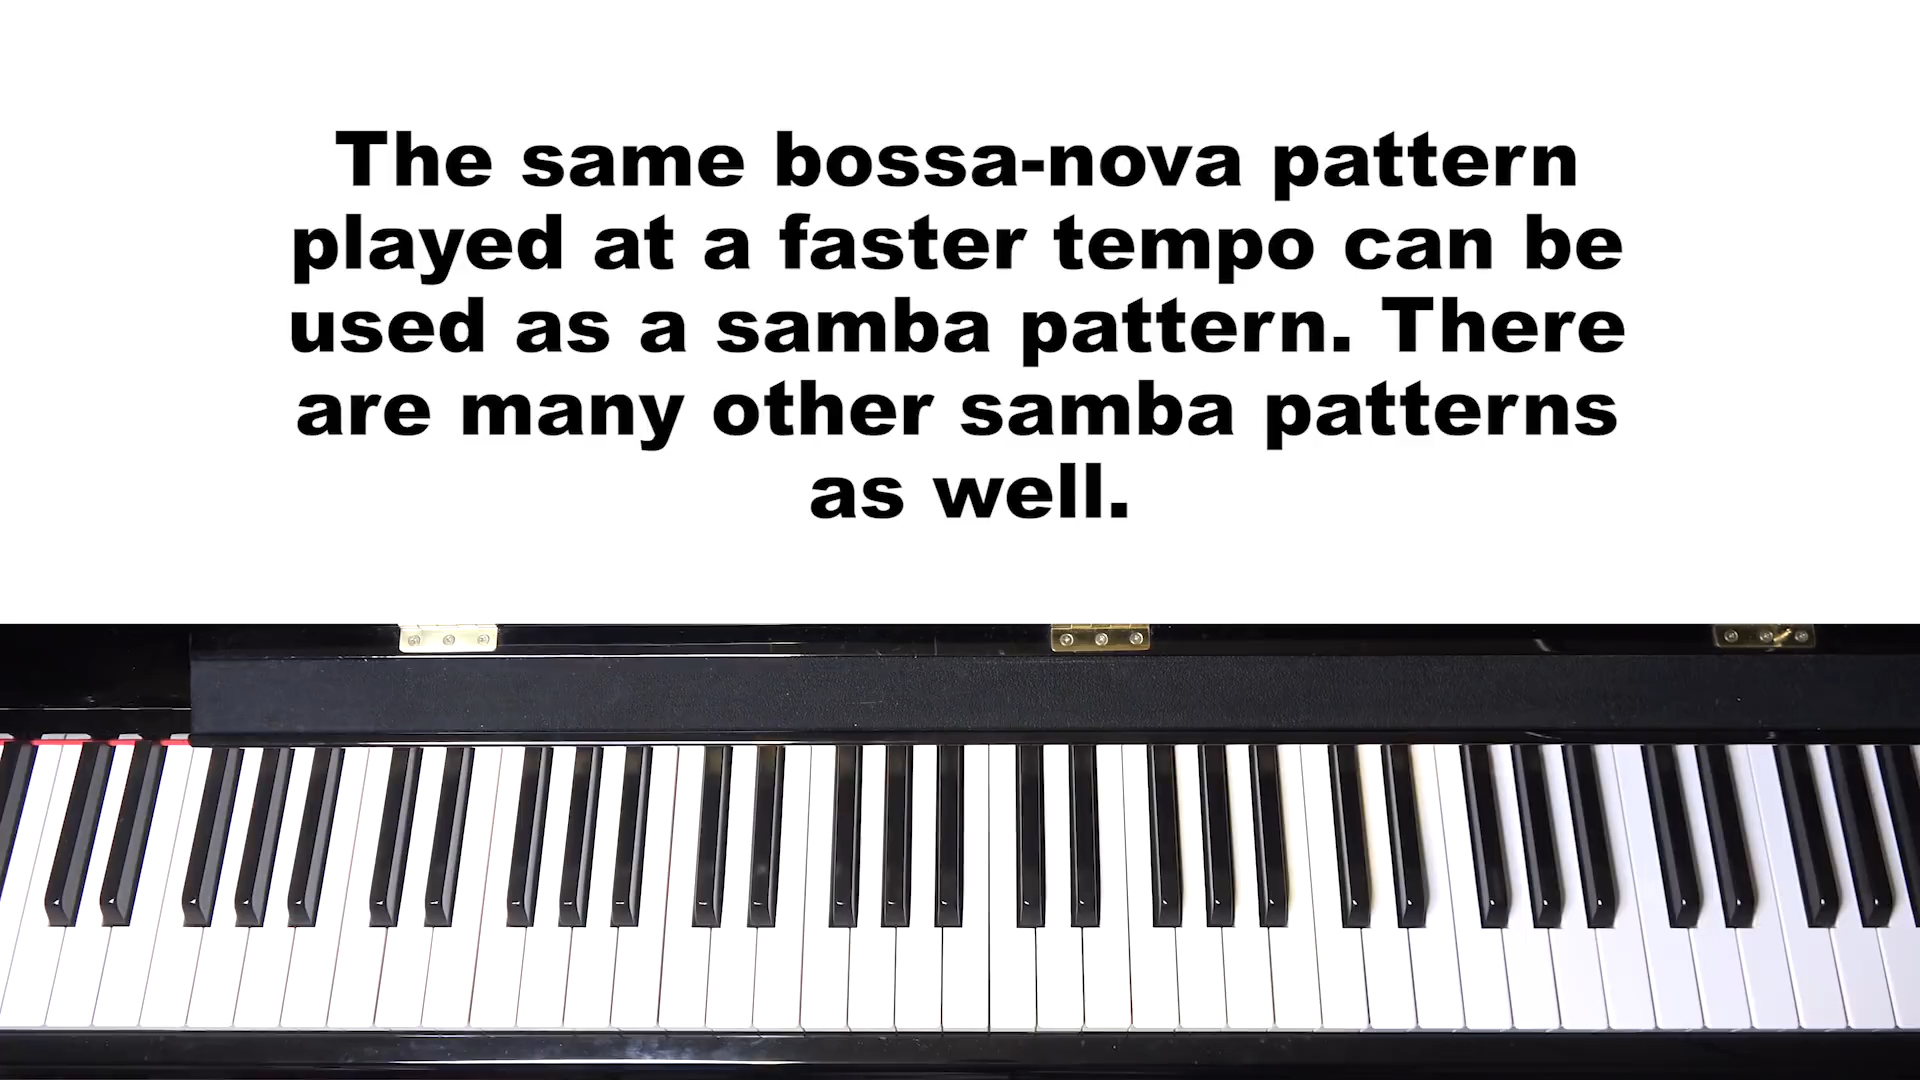 The same bossa-nova pattern
played at a faster tempo can be
used as a samba pattern. There
are many other samba patterns
as well.